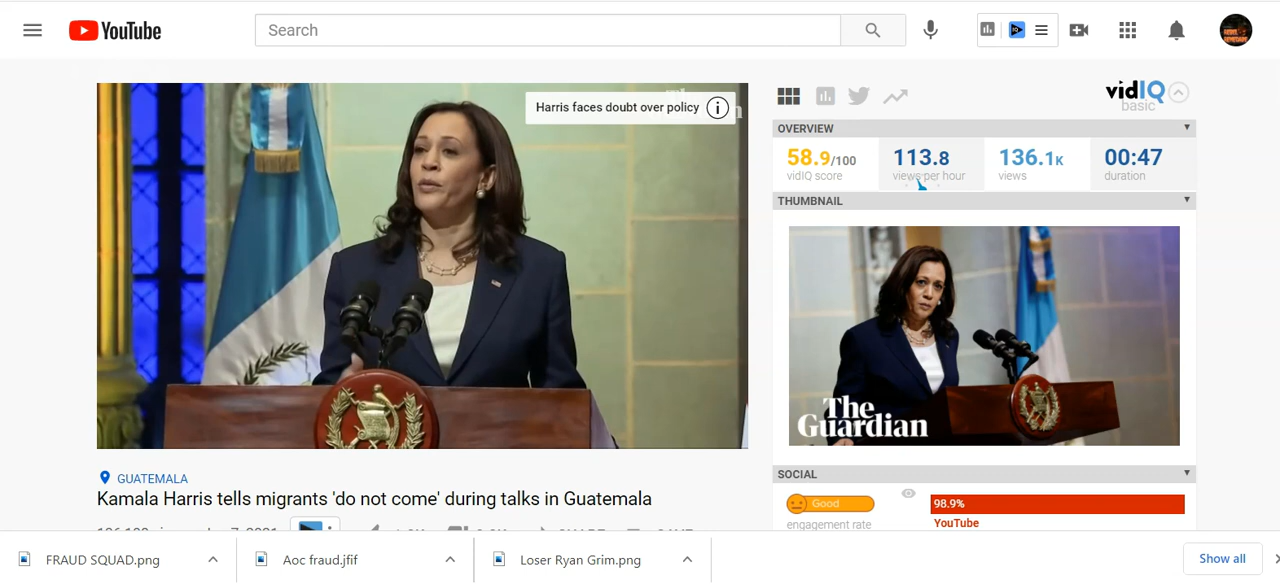 YouTube
Search
Harris faces doubt over policy
vidIQ
basic
OVERVIEW
58.9/100
vidIQ score
113.8
views per hour
136.1K
views
00:47
duration
THUMBNAIL
The
Guardian
GUATEMALA
Kamala Harris tells migrants 'do not come' during talks in Guatemala
SOCIAL
Good
engagement rate
98.9%
YouTube
FRAUD SQUAD.png
Aoc fraud.jfif
Loser Ryan Grim.png
Show all